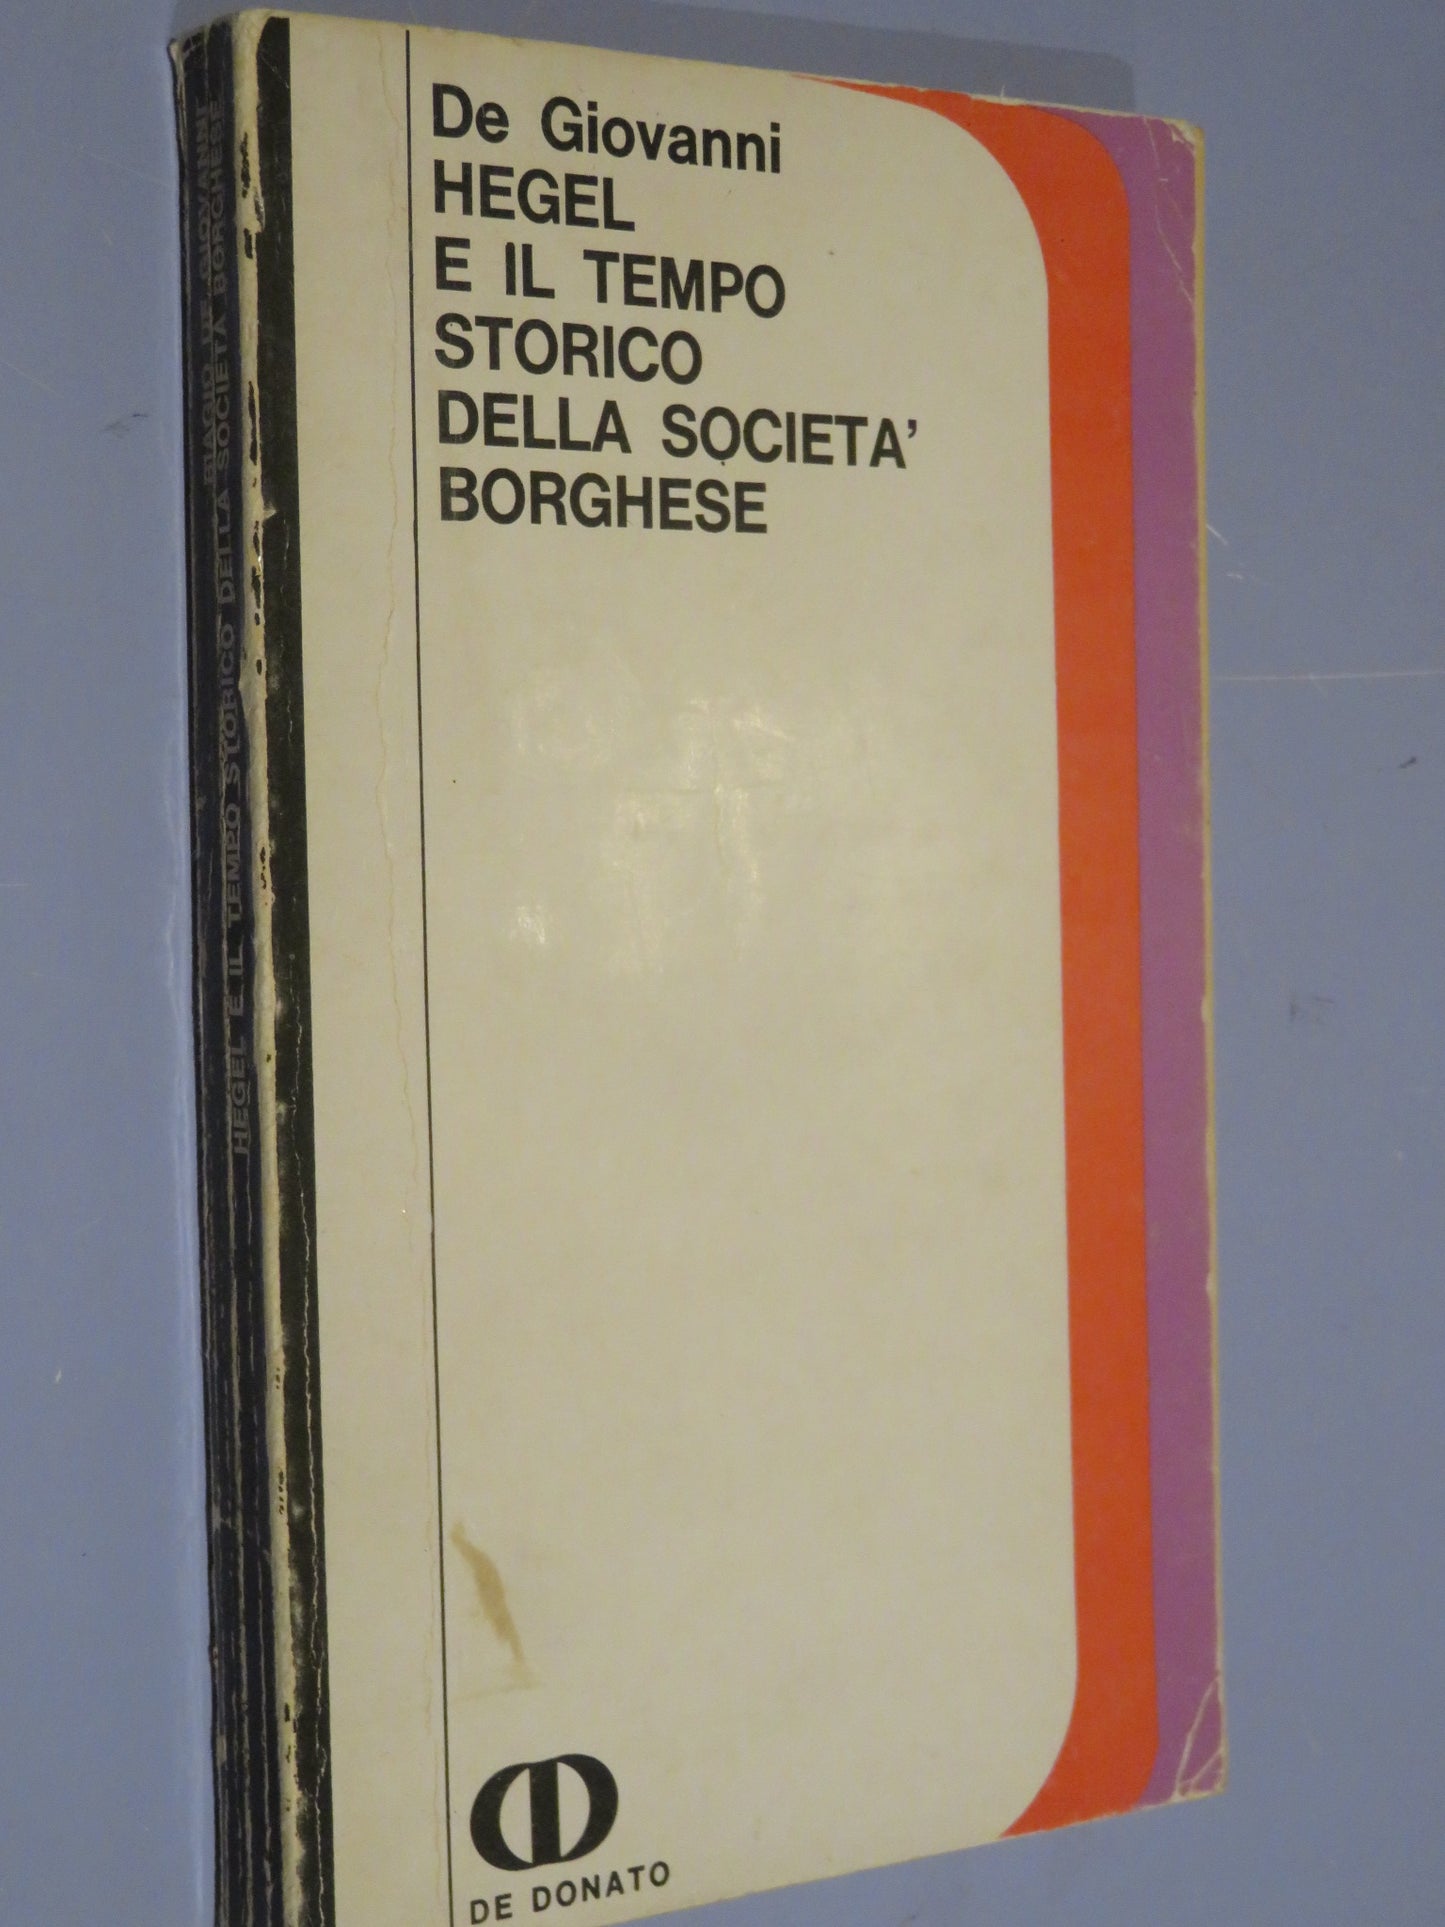 De Giovanni
HEGEL
E IL TEMPO
STORICO
DELLA SOCIETA'
BORGHESE
DE DONATO
BIAGIO DE GIOVANNI
HEGEL E IL TEMPO STORICO DELLA SOCIETÀ BORGHESE